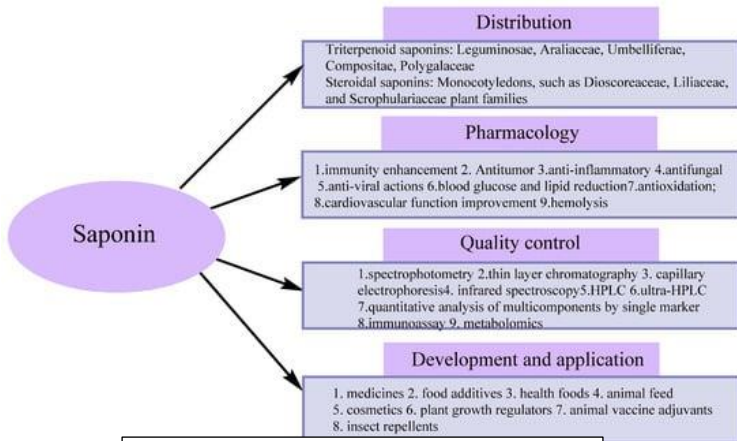 Saponin
Distribution
Triterpenoid saponins: Leguminosae, Araliaceae, Umbelliferae,
Compositae, Polygalaceae
Steroidal saponins: Monocotyledons, such as Dioscoreaceae, Liliaceae,
and Scrophulariaceae plant families
Pharmacology
1.immunity enhancement 2. Antitumor 3.anti-inflammatory 4.antifungal
5.anti-viral actions 6.blood glucose and lipid reduction7.antioxidation;
8.cardiovascular function improvement 9.hemolysis
Quality control
1.spectrophotometry 2.thin layer chromatography 3. capillary
electrophoresis4. infrared spectroscopy5.HPLC 6.ultra-HPLC
7.quantitative analysis of multicomponents by single marker
8.immunoassay 9. metabolomics
Development and application
1. medicines 2. food additives 3. health foods 4. animal feed
5. cosmetics 6. plant growth regulators 7. animal vaccine adjuvants
8. insect repellents